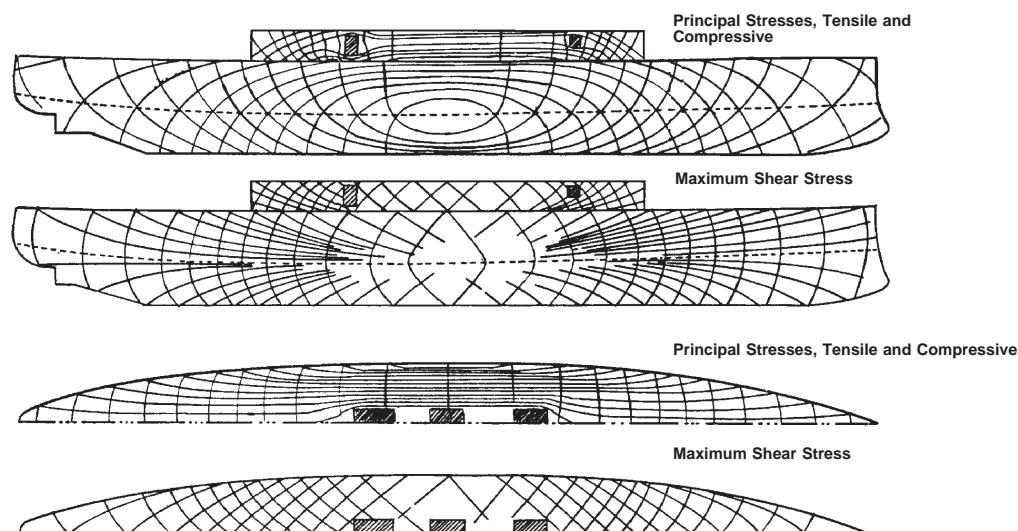 Principal Stresses, Tensile and
Compressive
Maximum Shear Stress
Principal Stresses, Tensile and Compressive
Maximum Shear Stress